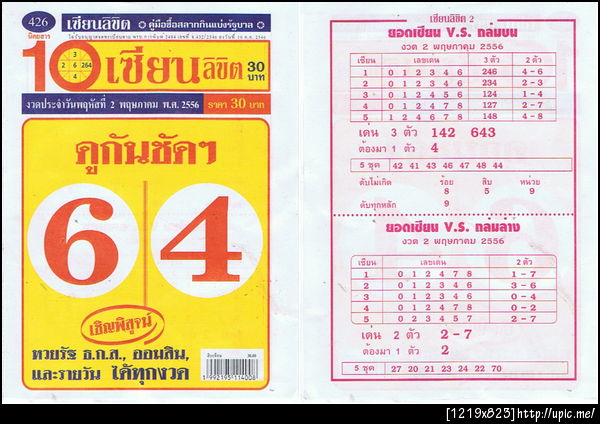 426
เซียนลิขิต
คู่มือซื้อสลากกินแบ่งรัฐบาล
นิตยสาร
10 เซียนลิขิต
3
2 6 264
4
30
บาท
งวดประจำวันพฤหัสที่ 2 พฤษภาคม พ.ศ. 2556
ราคา 30 บาท
ดูกันชัดๆ
6 4
เชิญพิสูจน์
หวยรัฐ ธ.ก.ส., ออมสิน,
และรายวัน ได้ทุกงวด
เซียนลิขิต 2
ยอดเซียน V.S. ถล่มบน
งวด 2 พฤษภาคม 2556
เซียน เลขเด่น 3 ตัว 2 ตัว
1 0 1 2 3 4 6 246 4 - 6
2 0 1 2 3 4 6 234 2 - 3
3 0 1 2 3 4 6 124 1 - 4
4 0 1 2 3 4 6 127 2 - 7
5 0 1 2 3 4 6 148 4 - 8
เด่น 3 ตัว 142 643
ต้องมา 1 ตัว 4
5 ชุด 42 41 43 46 47 48 44
ดับไม่เกิด ร้อย สิบ หน่วย
8 5 9
ดับทุกหลัก 9
ยอดเซียน V.S. ถล่มล่าง
งวด 2 พฤษภาคม 2556
เซียน เลขเด่น 2 ตัว
1 0 1 2 4 7 8 1 - 7
2 0 1 2 4 7 8 3 - 6
3 0 1 2 4 7 8 0 - 4
4 0 1 2 4 7 8 0 - 2
5 0 1 2 4 7 8 2 - 7
เด่น 2 ตัว 2 - 7
ต้องมา 1 ตัว 2
5 ชุด 27 20 21 23 24 22 70
[1219x823]http://upic.me/